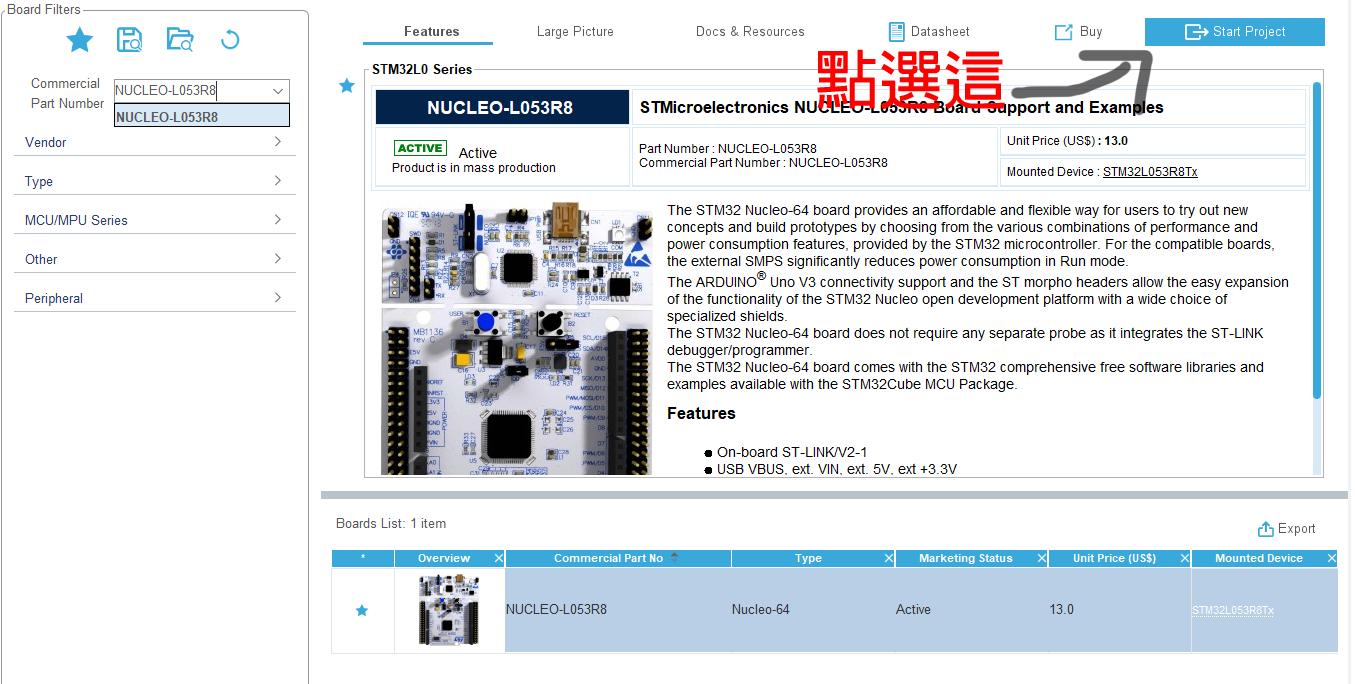 Board Filters
Commercial
Part Number
NUCLEO-L053R8
NUCLEO-L053R8
Vendor
Type
MCU/MPU Series
Other
Peripheral
Features
Large Picture
Docs & Resources
Datasheet
Buy
Start Project
點選這
STM32L0 Series
NUCLEO-L053R8
STMicroelectronics NUCLEO-L053R8 Board Support and Examples
ACTIVE
Active
Product is in mass production
Part Number : NUCLEO-L053R8
Commercial Part Number : NUCLEO-L053R8
Unit Price (US$) : 13.0
Mounted Device : STM32L053R8Tx
The STM32 Nucleo-64 board provides an affordable and flexible way for users to try out new
concepts and build prototypes by choosing from the various combinations of performance and
power consumption features, provided by the STM32 microcontroller. For the compatible boards,
the external SMPS significantly reduces power consumption in Run mode.
The ARDUINO® Uno V3 connectivity support and the ST morpho headers allow the easy expansion
of the functionality of the STM32 Nucleo open development platform with a wide choice of
specialized shields.
The STM32 Nucleo-64 board does not require any separate probe as it integrates the ST-LINK
debugger/programmer.
The STM32 Nucleo-64 board comes with the STM32 comprehensive free software libraries and
examples available with the STM32Cube MCU Package.
Features
● On-board ST-LINK/V2-1
● USB VBUS, ext. VIN, ext. 5V, ext +3.3V
USER
B1
RESET
B2
MB1136
rev C
Boards List: 1 item
Export
* Overview Commercial Part No Type Marketing Status Unit Price (US$) Mounted Device
NUCLEO-L053R8 Nucleo-64 Active 13.0 STM32L053R8Tx